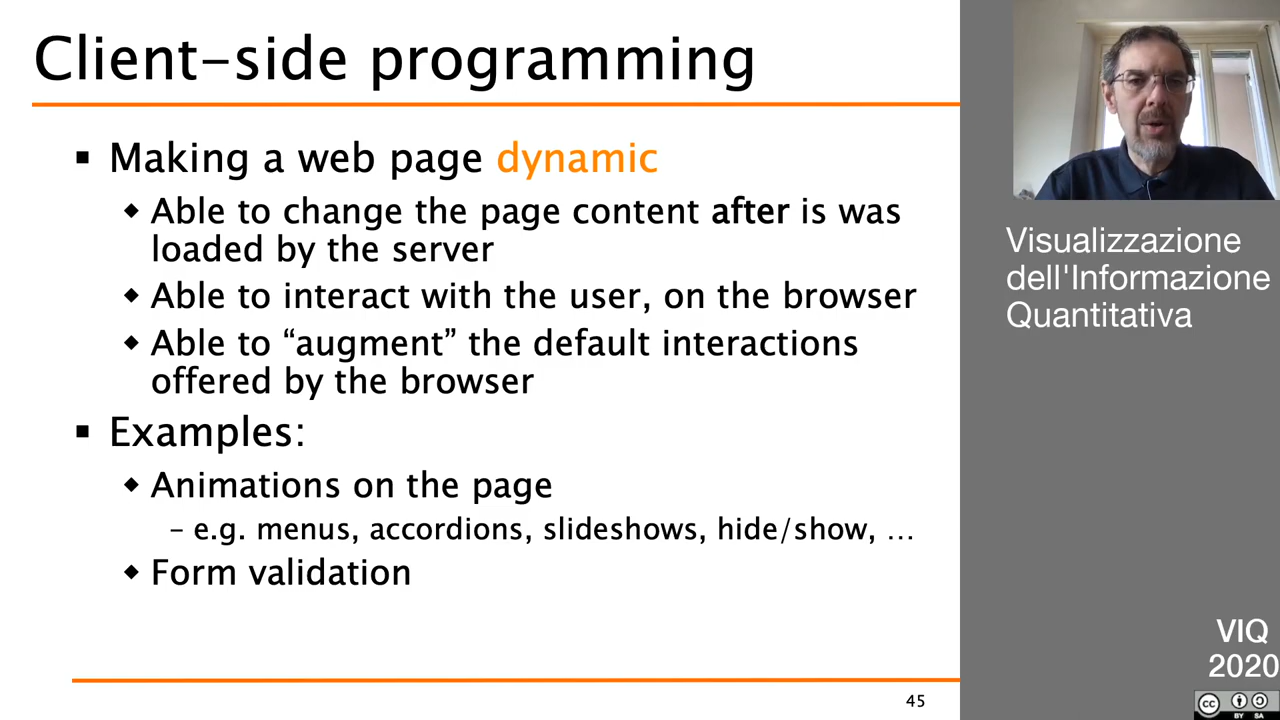 Client-side programming
▪ Making a web page dynamic
◆ Able to change the page content after is was
loaded by the server
◆ Able to interact with the user, on the browser
◆ Able to “augment” the default interactions
offered by the browser
▪ Examples:
◆ Animations on the page
– e.g. menus, accordions, slideshows, hide/show, …
◆ Form validation
45
Visualizzazione
dell'Informazione
Quantitativa
VIQ
2020
cc
BY SA